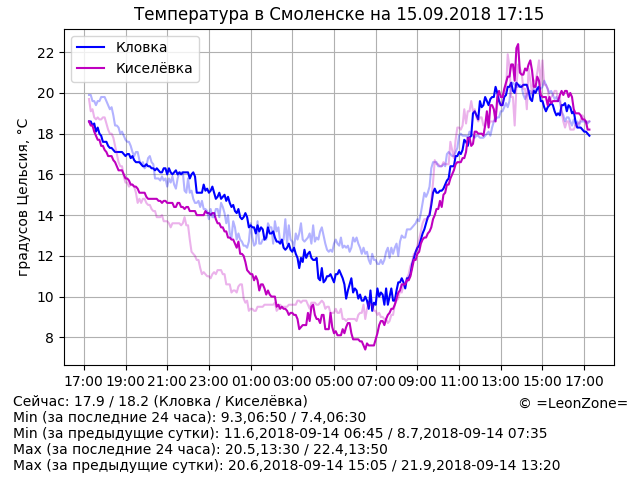 Температура в Смоленске на 15.09.2018 17:15
Кловка
Киселёвка
градусов Цельсия, °C
22
20
18
16
14
12
10
8
17:00 19:00 21:00 23:00 01:00 03:00 05:00 07:00 09:00 11:00 13:00 15:00 17:00
Сейчас: 17.9 / 18.2 (Кловка / Киселёвка)
© =LeonZone=
Min (за последние 24 часа): 9.3,06:50 / 7.4,06:30
Min (за предыдущие сутки): 11.6,2018-09-14 06:45 / 8.7,2018-09-14 07:35
Max (за последние 24 часа): 20.5,13:30 / 22.4,13:50
Max (за предыдущие сутки): 20.6,2018-09-14 15:05 / 21.9,2018-09-14 13:20